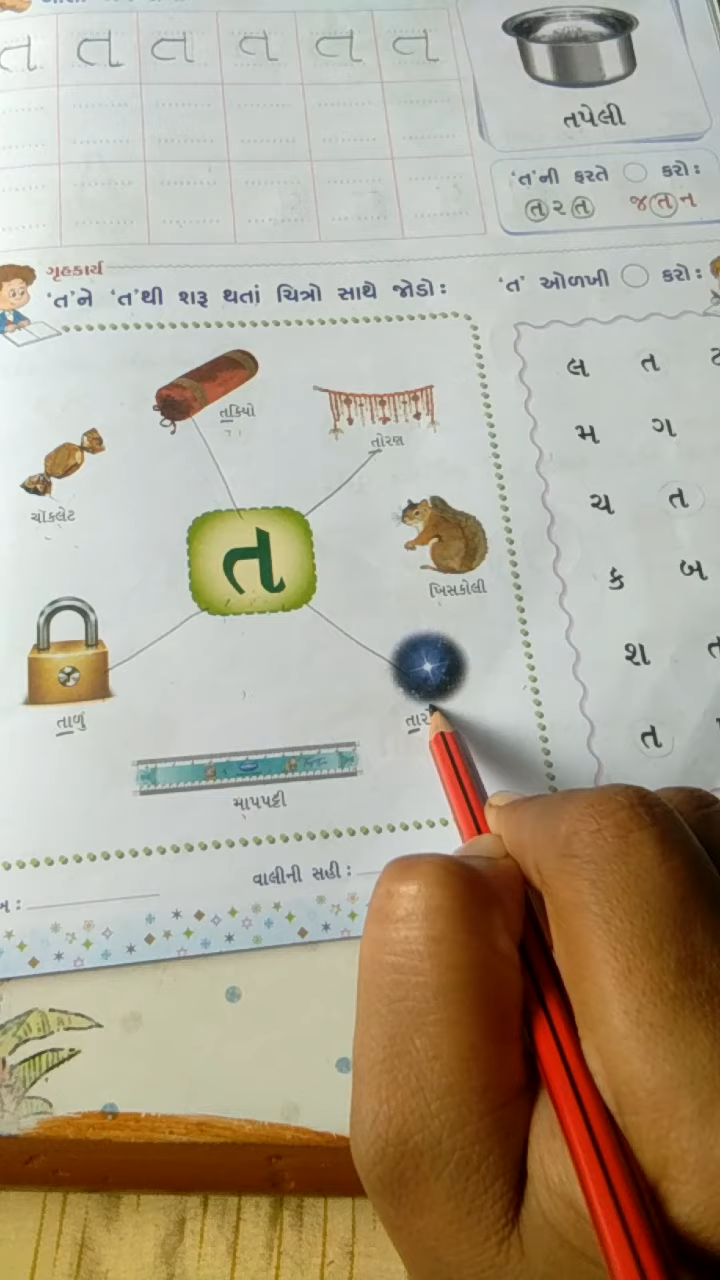 ત ત ત ત ત ત
તપેલી
'ત'ની ફરતે ○ કરો :
ત ર ત જ ત ન
ગૃહકાર્ય
'ત'ને 'ત'થી શરૂ થતાં ચિત્રો સાથે જોડો :
'ત' ઓળખી ○ કરો :
તકિયો
તોરણ
ચોકલેટ
ત
ખિસકોલી
તાળું
માપપટ્ટી
લ ત
મ ગ
ચ ત
ક બ
શ ત
ત
વાલીની સહી :